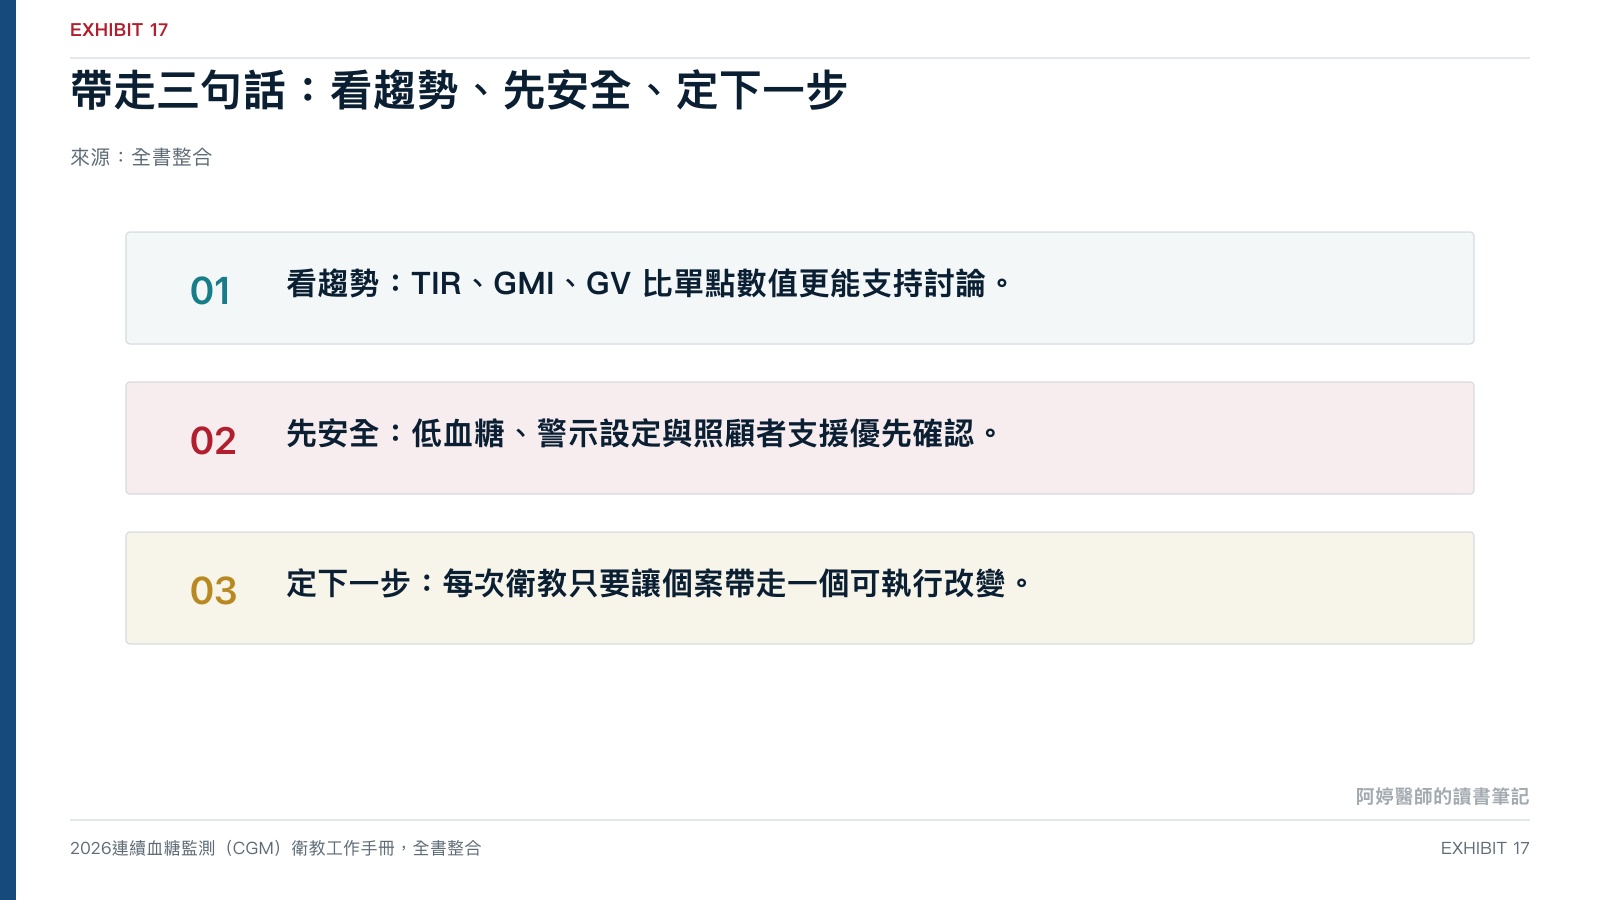 EXHIBIT 17
帶走三句話：看趨勢、先安全、定下一步
來源：全書整合
01 看趨勢：TIR、GMI、GV 比單點數值更能支持討論。
02 先安全：低血糖、警示設定與照顧者支援優先確認。
03 定下一步：每次衛教只要讓個案帶走一個可執行改變。
阿婷醫師的讀書筆記
2026連續血糖監測（CGM）衛教工作手冊，全書整合
EXHIBIT 17